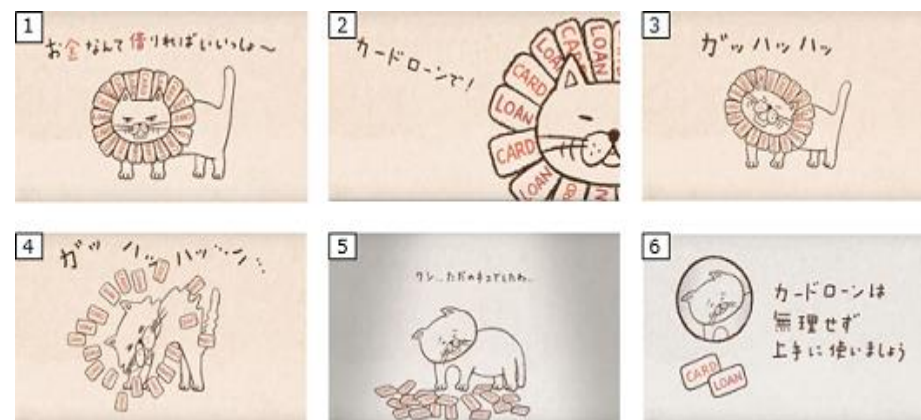 1
お金なんて借りればいいっしょ〜
2
カードローンで!
CARD
LOAN
CARD
LOAN
CARD
LOAN
3
ガッハッハッ
4
ガッハッハッ…ハ…
5
ワシ…ただのネコでしたわ…
6
カードローンは
無理せず
上手に使いましょう
CARD
LOAN